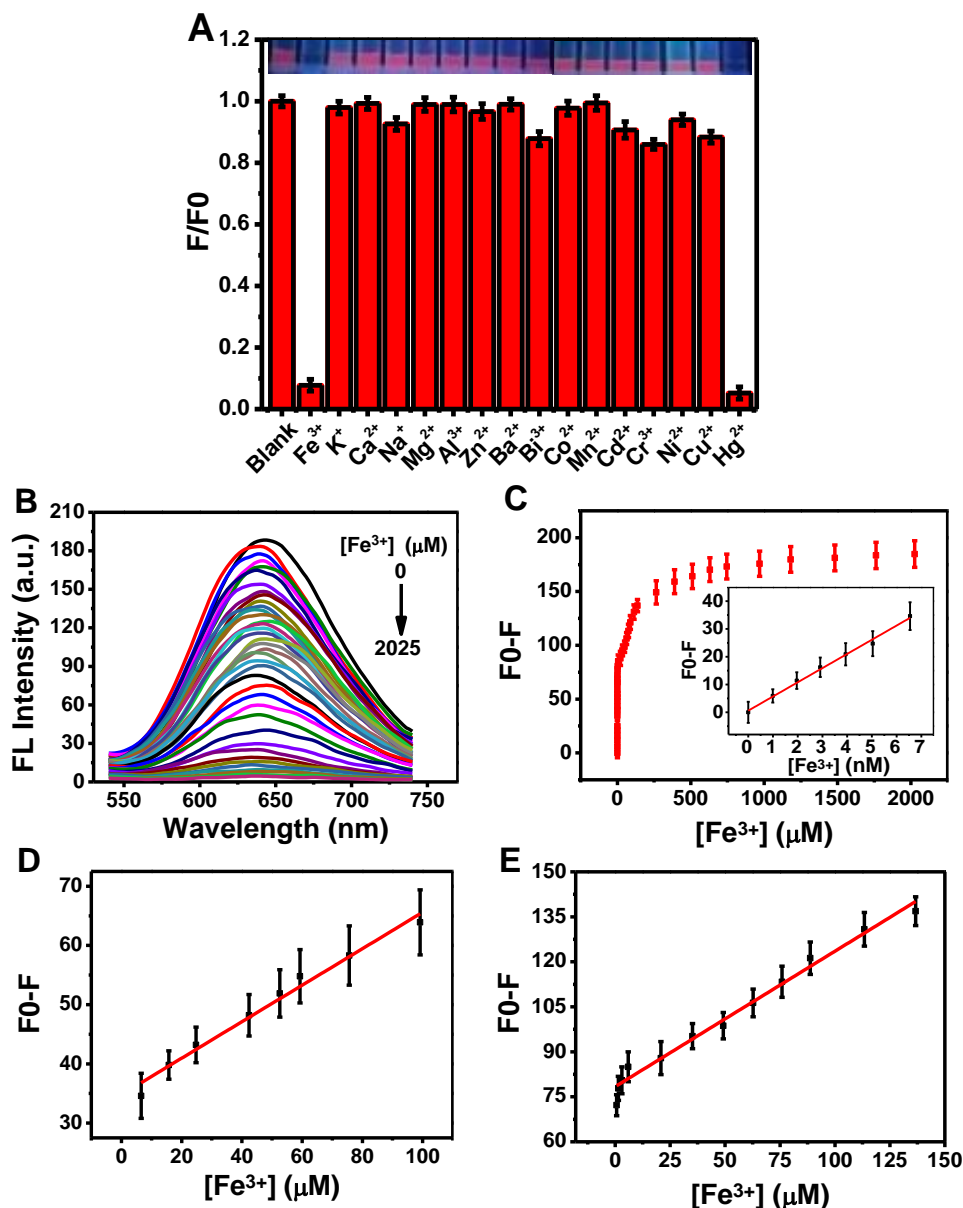 A
1.2
1.0
0.8
0.6
0.4
0.2
0.0
F/F0
Blank Fe³⁺ K⁺ Ca²⁺ Na⁺ Mg²⁺ Al³⁺ Zn²⁺ Ba²⁺ Bi³⁺ Co²⁺ Mn²⁺ Cd²⁺ Cr³⁺ Ni²⁺ Cu²⁺ Hg²⁺
B
210
180
150
120
90
60
30
0
FL Intensity (a.u.)
[Fe³⁺] (μM)
0
2025
550 600 650 700 750
Wavelength (nm)
C
200
150
100
50
0
F0-F
40
30
20
10
0
F0-F
0 1 2 3 4 5 6 7
[Fe³⁺] (nM)
0 500 1000 1500 2000
[Fe³⁺] (μM)
D
70
60
50
40
30
F0-F
0 20 40 60 80 100
[Fe³⁺] (μM)
E
150
135
120
105
90
75
60
F0-F
0 25 50 75 100 125 150
[Fe³⁺] (μM)